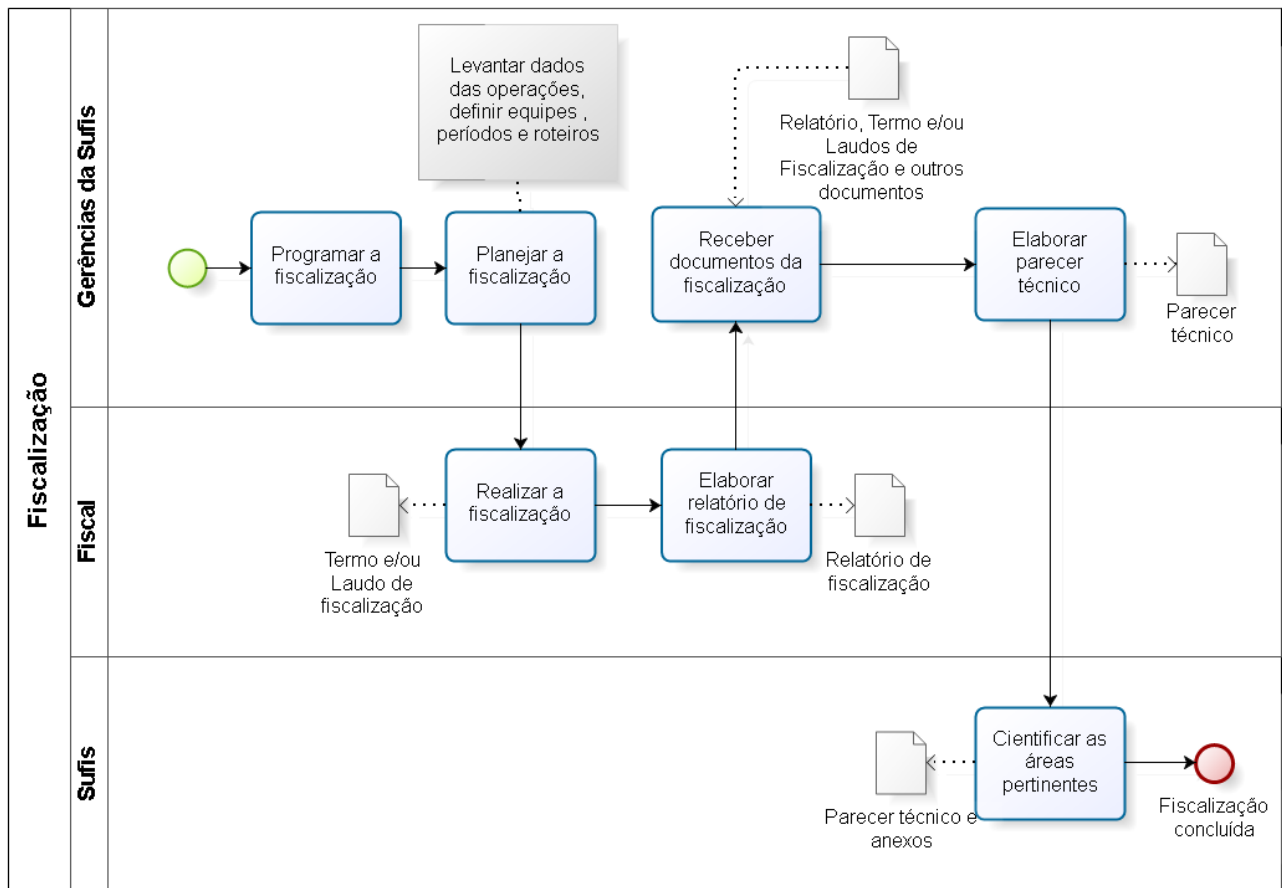 Fiscalização
Gerências da Sufis
Levantar dados
das operações,
definir equipes ,
períodos e roteiros
Relatório, Termo e/ou
Laudos de
Fiscalização e outros
documentos
Programar a
fiscalização
Planejar a
fiscalização
Receber
documentos da
fiscalização
Elaborar
parecer
técnico
Parecer
técnico
Fiscal
Realizar a
fiscalização
Elaborar
relatório de
fiscalização
Termo e/ou
Laudo de
fiscalização
Relatório de
fiscalização
Sufis
Cientificar as
áreas
pertinentes
Parecer técnico e
anexos
Fiscalização
concluída